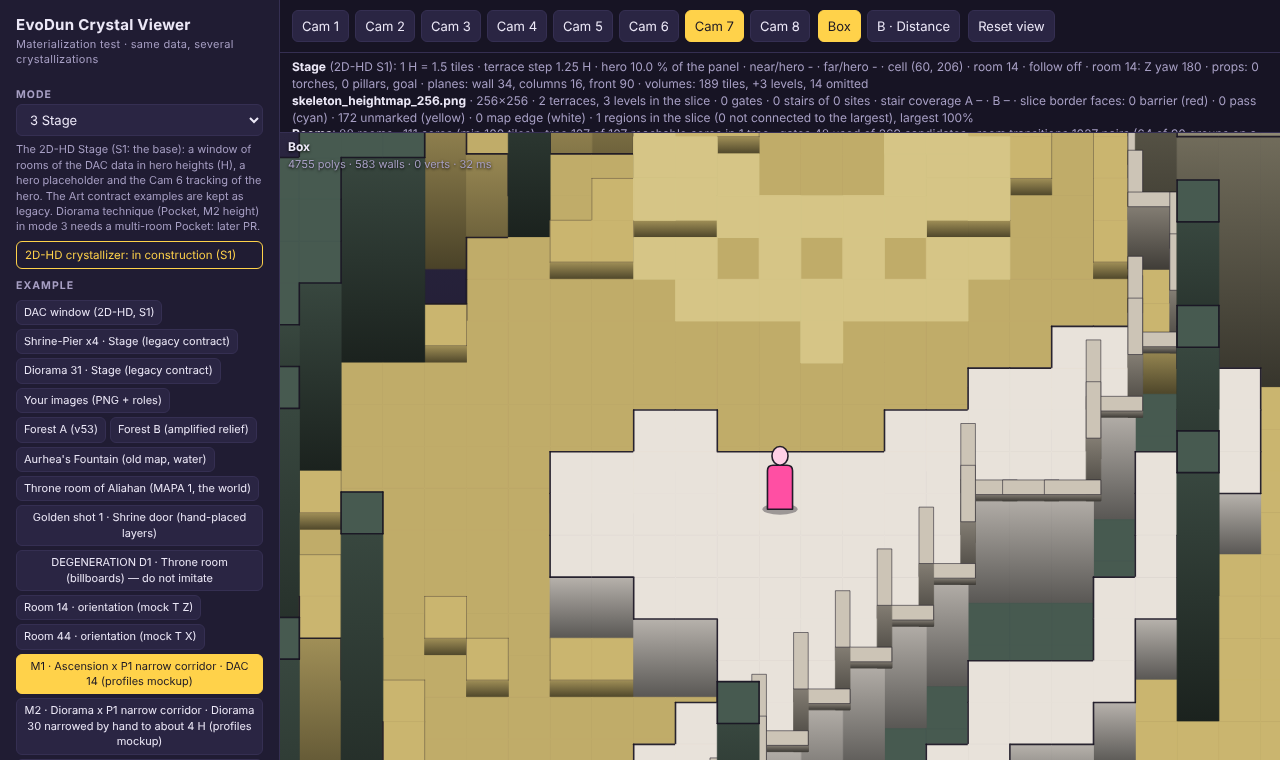 EvoDun Crystal Viewer
Materialization test · same data, several
crystallizations
MODE
3 Stage
The 2D-HD Stage (S1: the base): a window of
rooms of the DAC data in hero heights (H), a
hero placeholder and the Cam 6 tracking of the
hero. The Art contract examples are kept as
legacy. Diorama technique (Pocket, M2 height)
in mode 3 needs a multi-room Pocket: later PR.
2D-HD crystallizer: in construction (S1)
EXAMPLE
DAC window (2D-HD, S1)
Shrine-Pier x4 · Stage (legacy contract)
Diorama 31 · Stage (legacy contract)
Your images (PNG + roles)
Forest A (v53) Forest B (amplified relief)
Aurhea's Fountain (old map, water)
Throne room of Aliahan (MAPA 1, the world)
Golden shot 1 · Shrine door (hand-placed
layers)
DEGENERATION D1 · Throne room
(billboards) — do not imitate
Room 14 · orientation (mock T Z)
Room 44 · orientation (mock T X)
M1 · Ascension x P1 narrow corridor · DAC
14 (profiles mockup)
M2 · Diorama x P1 narrow corridor · Diorama
30 narrowed by hand to about 4 H (profiles
mockup)
Cam 1 Cam 2 Cam 3 Cam 4 Cam 5 Cam 6 Cam 7 Cam 8 Box B · Distance Reset view
Stage (2D-HD S1): 1 H = 1.5 tiles · terrace step 1.25 H · hero 10.0 % of the panel · near/hero - · far/hero - · cell (60, 206) · room 14 · follow off · room 14: Z yaw 180 · props: 0
torches, 0 pillars, goal · planes: wall 34, columns 16, front 90 · volumes: 189 tiles, +3 levels, 14 omitted
skeleton_heightmap_256.png · 256×256 · 2 terraces, 3 levels in the slice · 0 gates · 0 stairs of 0 sites · stair coverage A – · B – · slice border faces: 0 barrier (red) · 0 pass
(cyan) · 172 unmarked (yellow) · 0 map edge (white) · 1 regions in the slice (0 not connected to the largest), largest 100%
Box
4755 polys · 583 walls · 0 verts · 32 ms